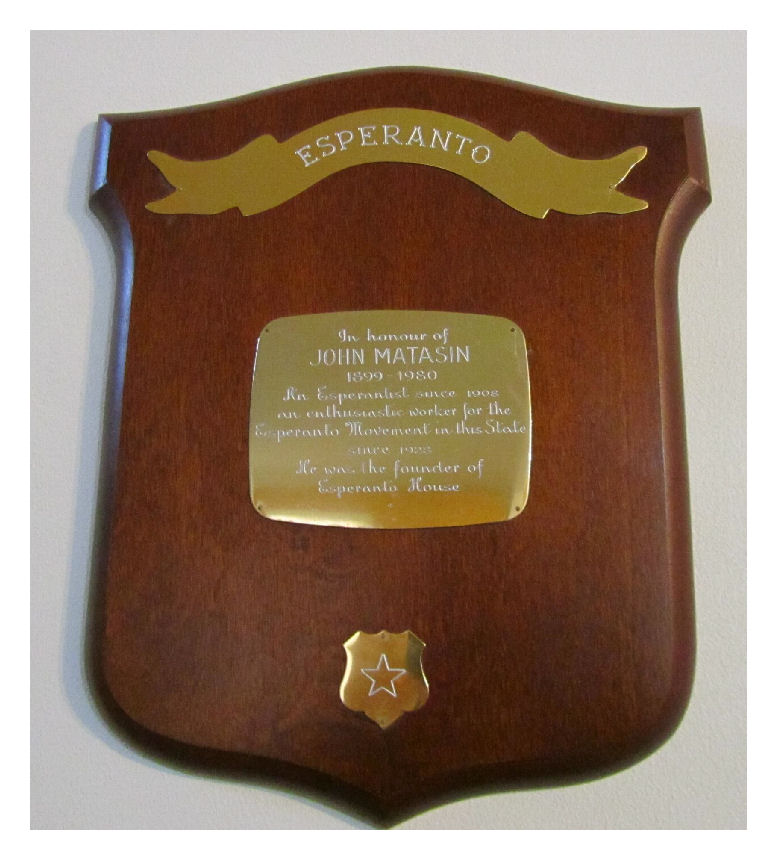 ESPERANTO
In honour of
JOHN MATASIN
1899-1980
An Esperantist since 1908
an enthusiastic worker for the
Esperanto Movement in this State
since
He was the founder of
Esperanto House